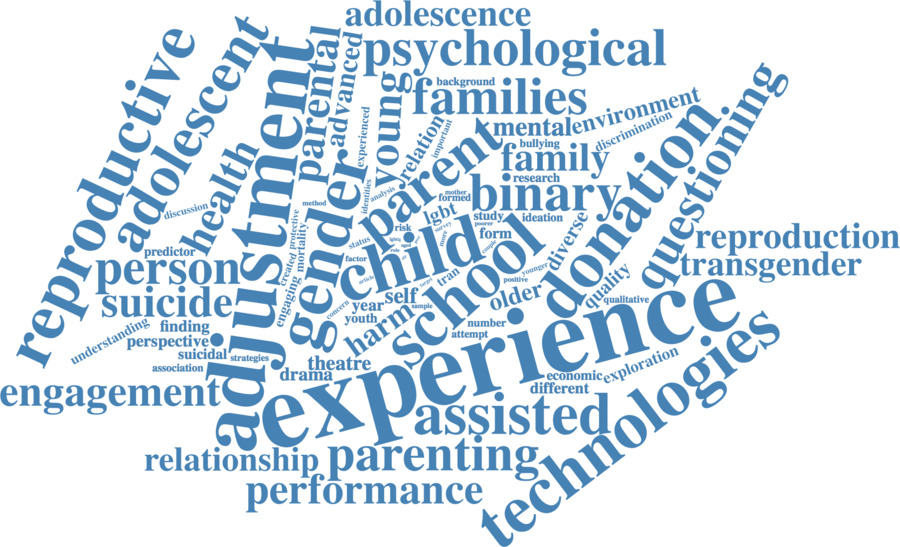 adolescence
psychological
reproductive
adolescent
adjustment
parental
advanced
young
background
families
relation
important
experienced
mental
environment
discrimination
bullying
family
research
questioning
donation
health
discussion
gender
parent
identities
analysis
method
mother
formed
binary
lgbt
study
poorer
ideation
form
diverse
reproduction
transgender
predictor
person
suicide
created
protective
mortality
engaging
status
risk
survey
more
factor
child
article
target
tran
couple
younger
positive
school
older
quality
qualitative
concern
year
self
sample
youth
harm
number
attempt
understanding
finding
perspective
suicidal
strategies
association
theatre
drama
experience
economic
different
exploration
engagement
assisted
technologies
relationship
parenting
performance